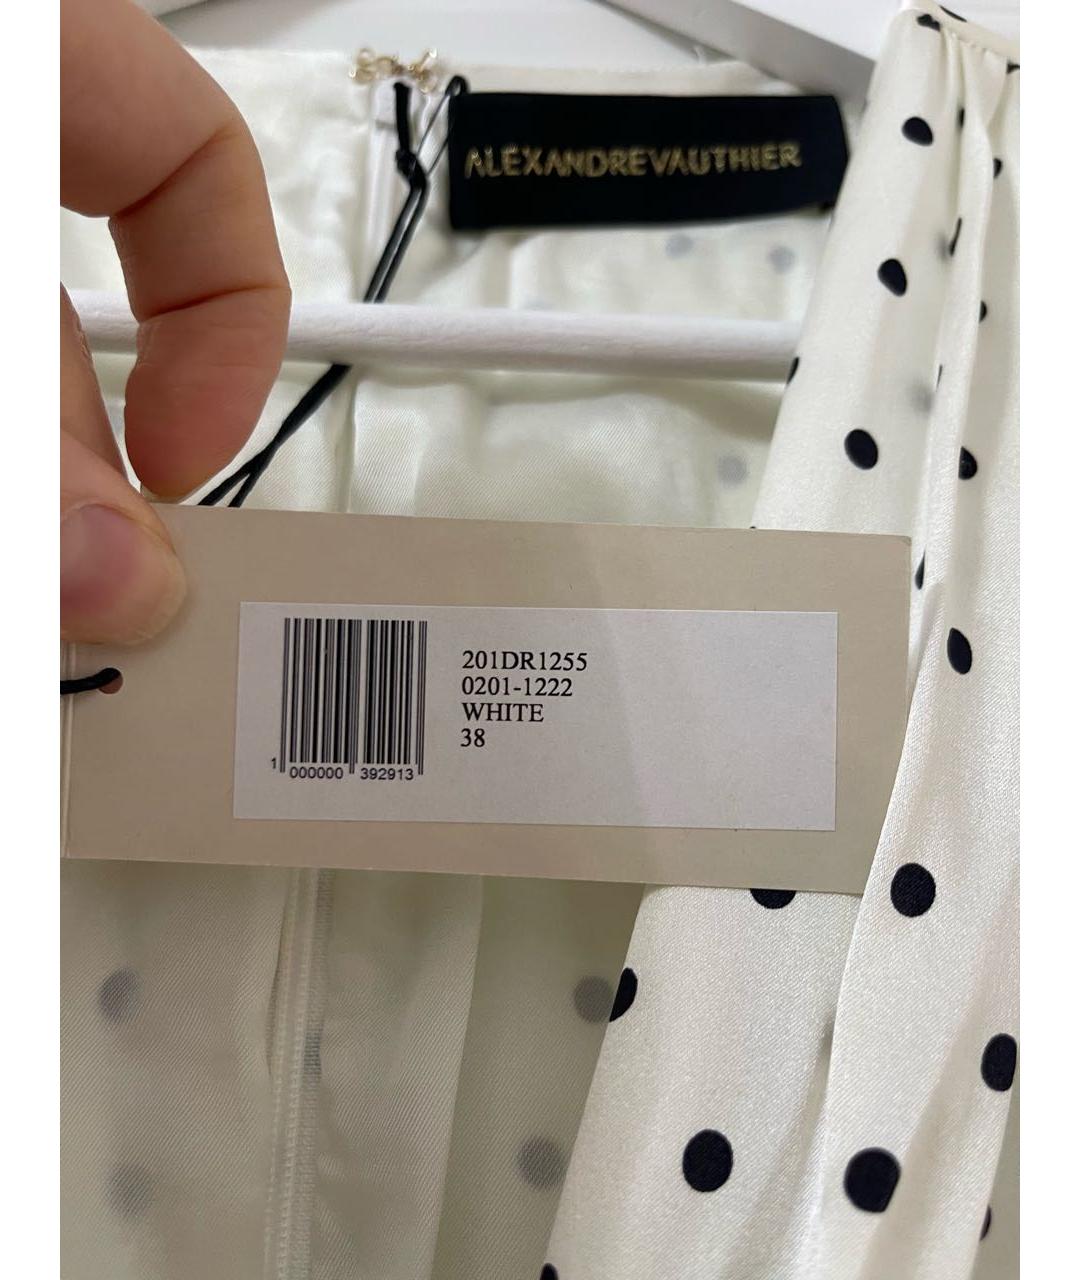 ALEXANDREVAUTHIER
201DR1255
0201-1222
WHITE
38
1 000000 392913